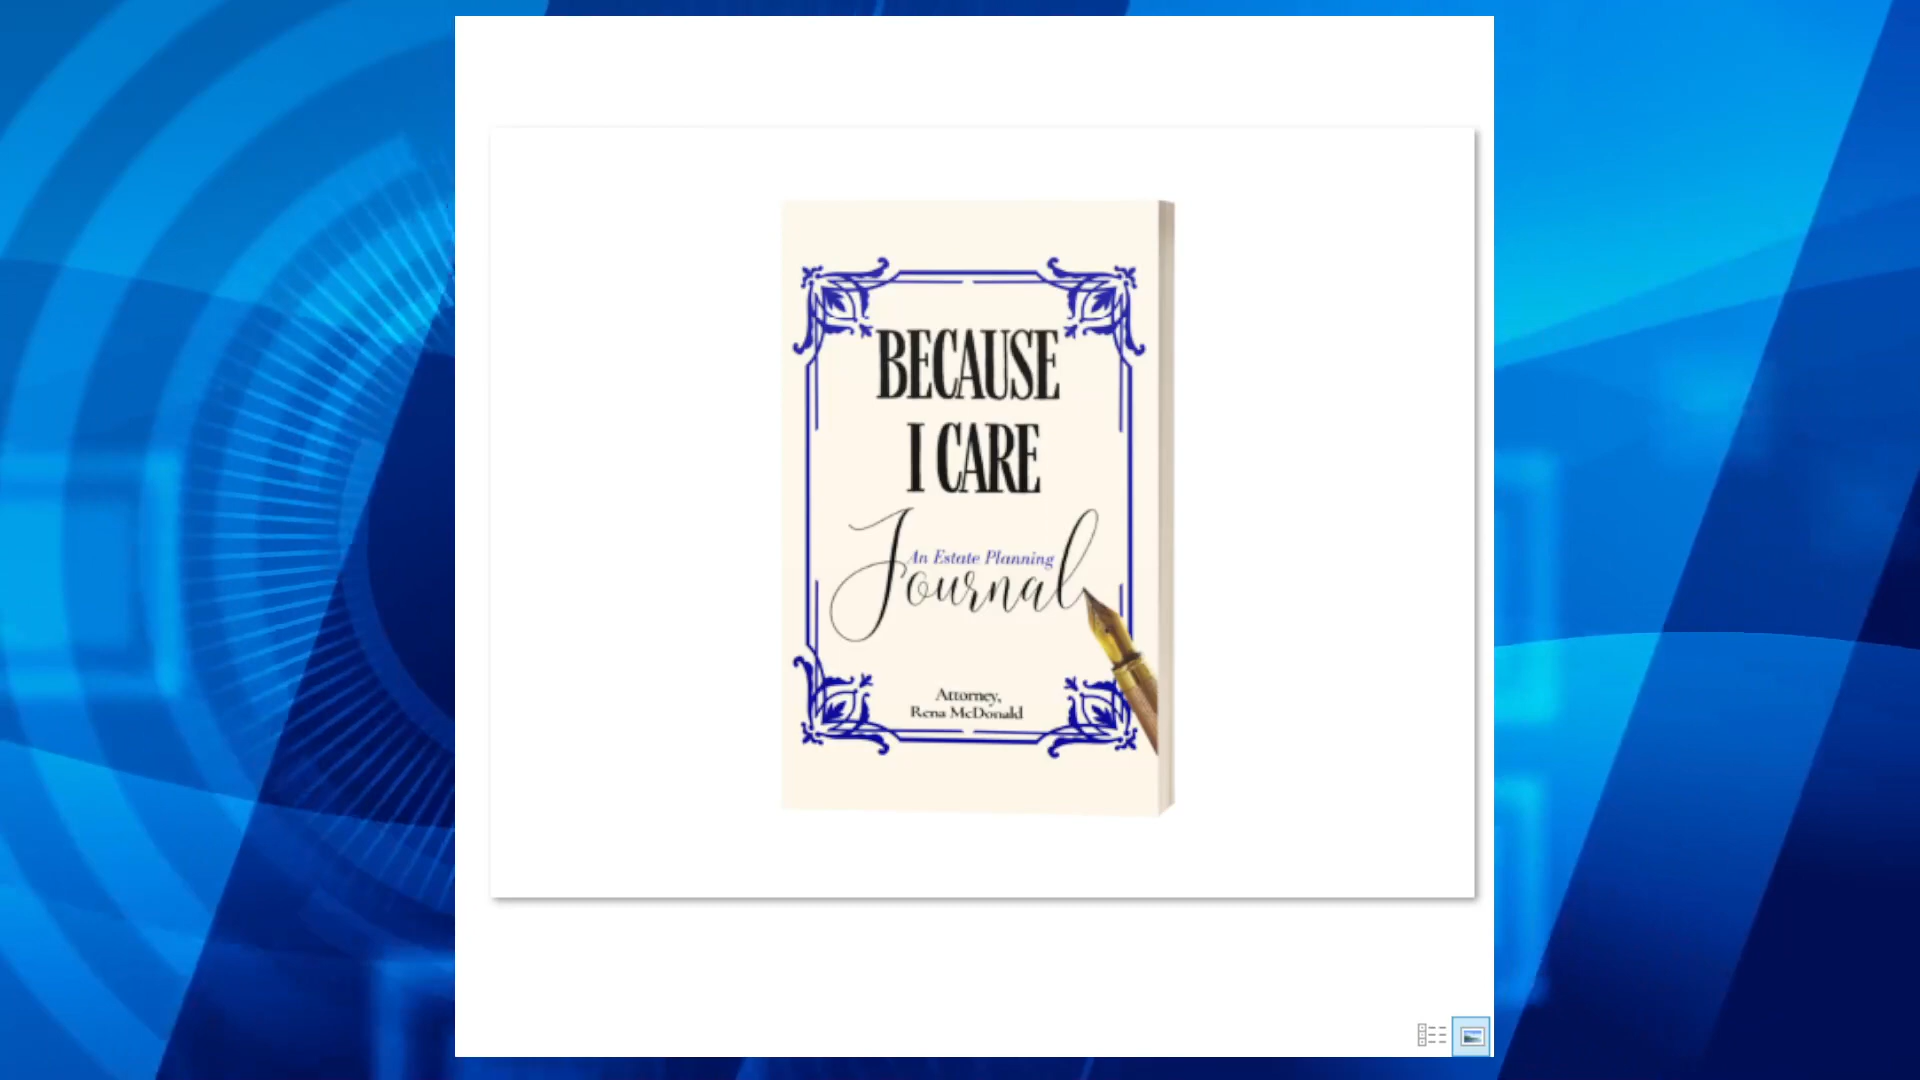 BECAUSE
I CARE
An Estate Planning
Journal
Attorney,
Rena McDonald